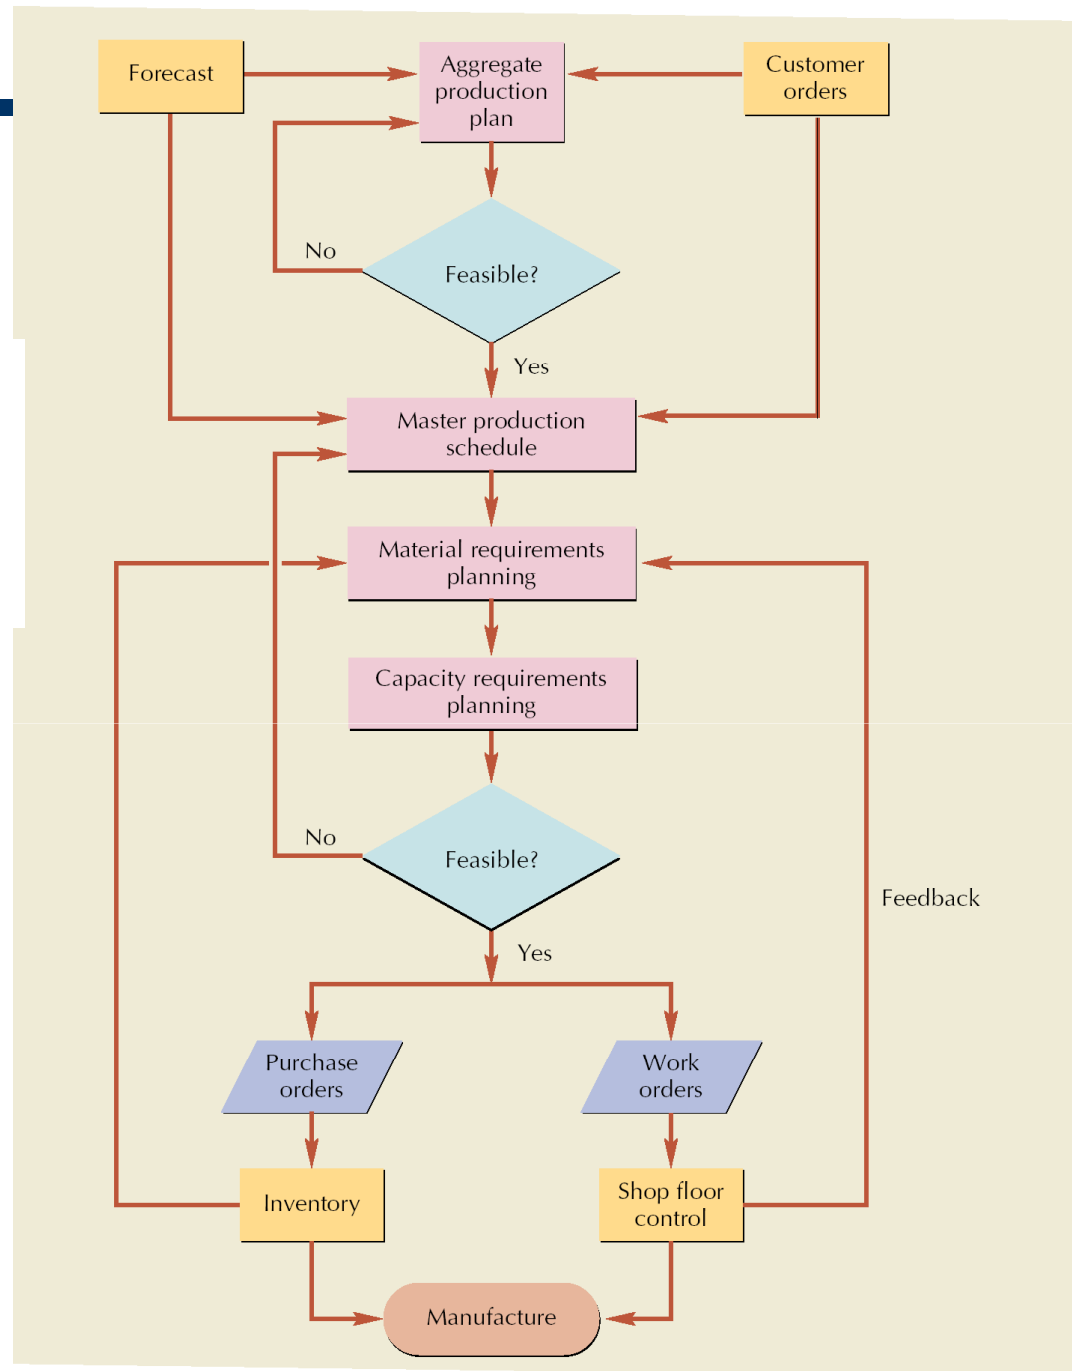 Forecast
Aggregate
production
plan
Customer
orders
No
Feasible?
Yes
Master production
schedule
Material requirements
planning
Capacity requirements
planning
No
Feasible?
Feedback
Yes
Purchase
orders
Work
orders
Inventory
Shop floor
control
Manufacture